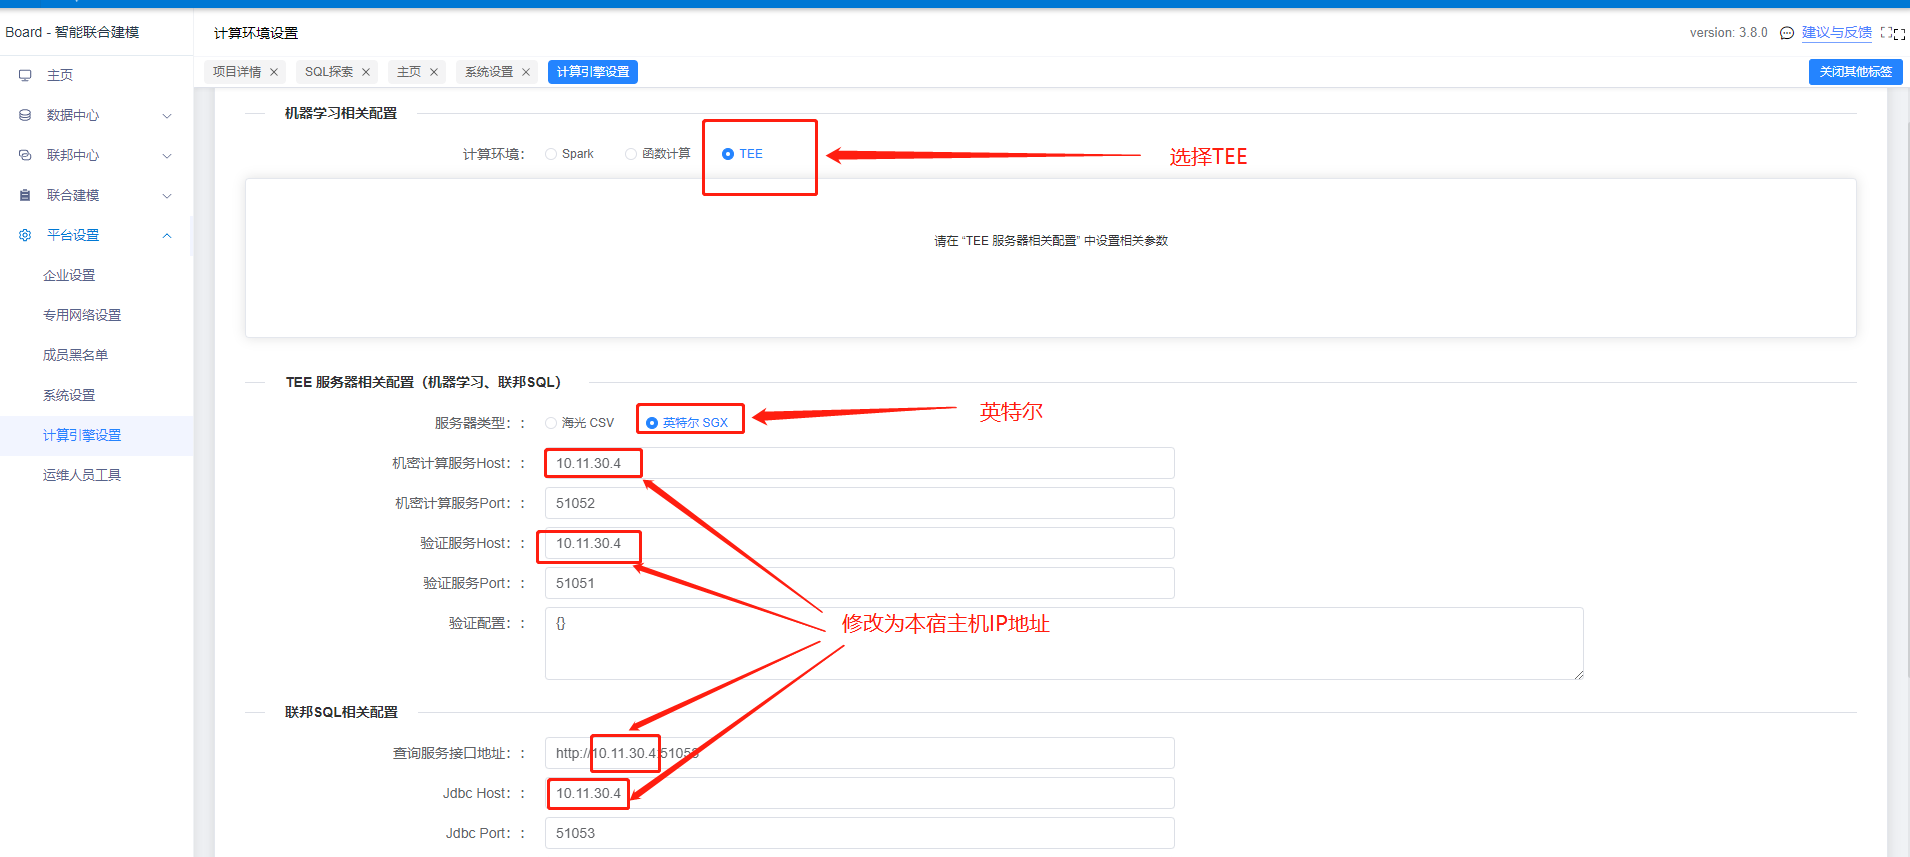 Board - 智能联合建模
计算环境设置
version: 3.8.0 建议与反馈
主页
数据中心
联邦中心
联合建模
平台设置
企业设置
专用网络设置
成员黑名单
系统设置
计算引擎设置
运维人员工具
项目详情 × SQL探索 × 主页 × 系统设置 × 计算引擎设置
关闭其他标签
机器学习相关配置
计算环境： Spark 函数计算 TEE
选择TEE
请在 “TEE 服务器相关配置” 中设置相关参数
TEE 服务器相关配置（机器学习、联邦SQL）
服务器类型：： 海光 CSV 英特尔 SGX
英特尔
机密计算服务Host：： 10.11.30.4
机密计算服务Port：： 51052
验证服务Host：： 10.11.30.4
验证服务Port：： 51051
验证配置：： {}
修改为本宿主机IP地址
联邦SQL相关配置
查询服务接口地址：： http://10.11.30.4
Jdbc Host：： 10.11.30.4
Jdbc Port：： 51053